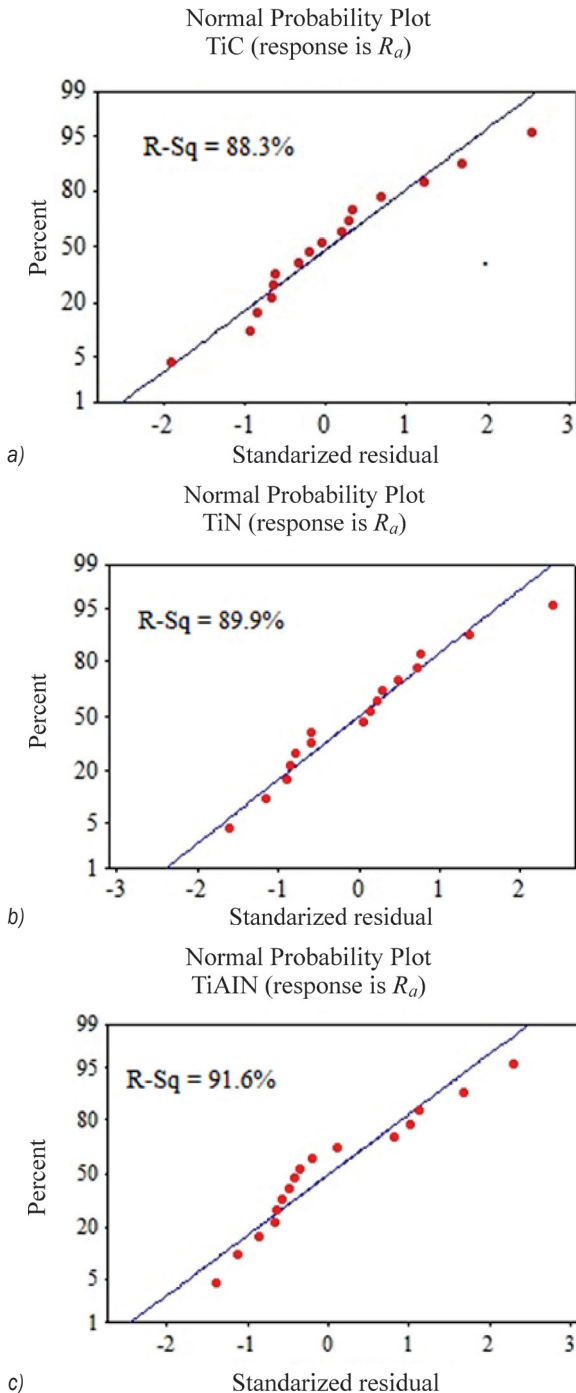 Normal Probability Plot
TiC (response is Ra)
99
95
80
50
20
5
1
Percent
R-Sq = 88.3%
-2 -1 0 1 2 3
a) Standarized residual
Normal Probability Plot
TiN (response is Ra)
99
95
80
50
20
5
1
Percent
R-Sq = 89.9%
-3 -2 -1 0 1 2
b) Standarized residual
Normal Probability Plot
TiAIN (response is Ra)
99
95
80
50
20
5
1
Percent
R-Sq = 91.6%
-2 -1 0 1 2 3
c) Standarized residual